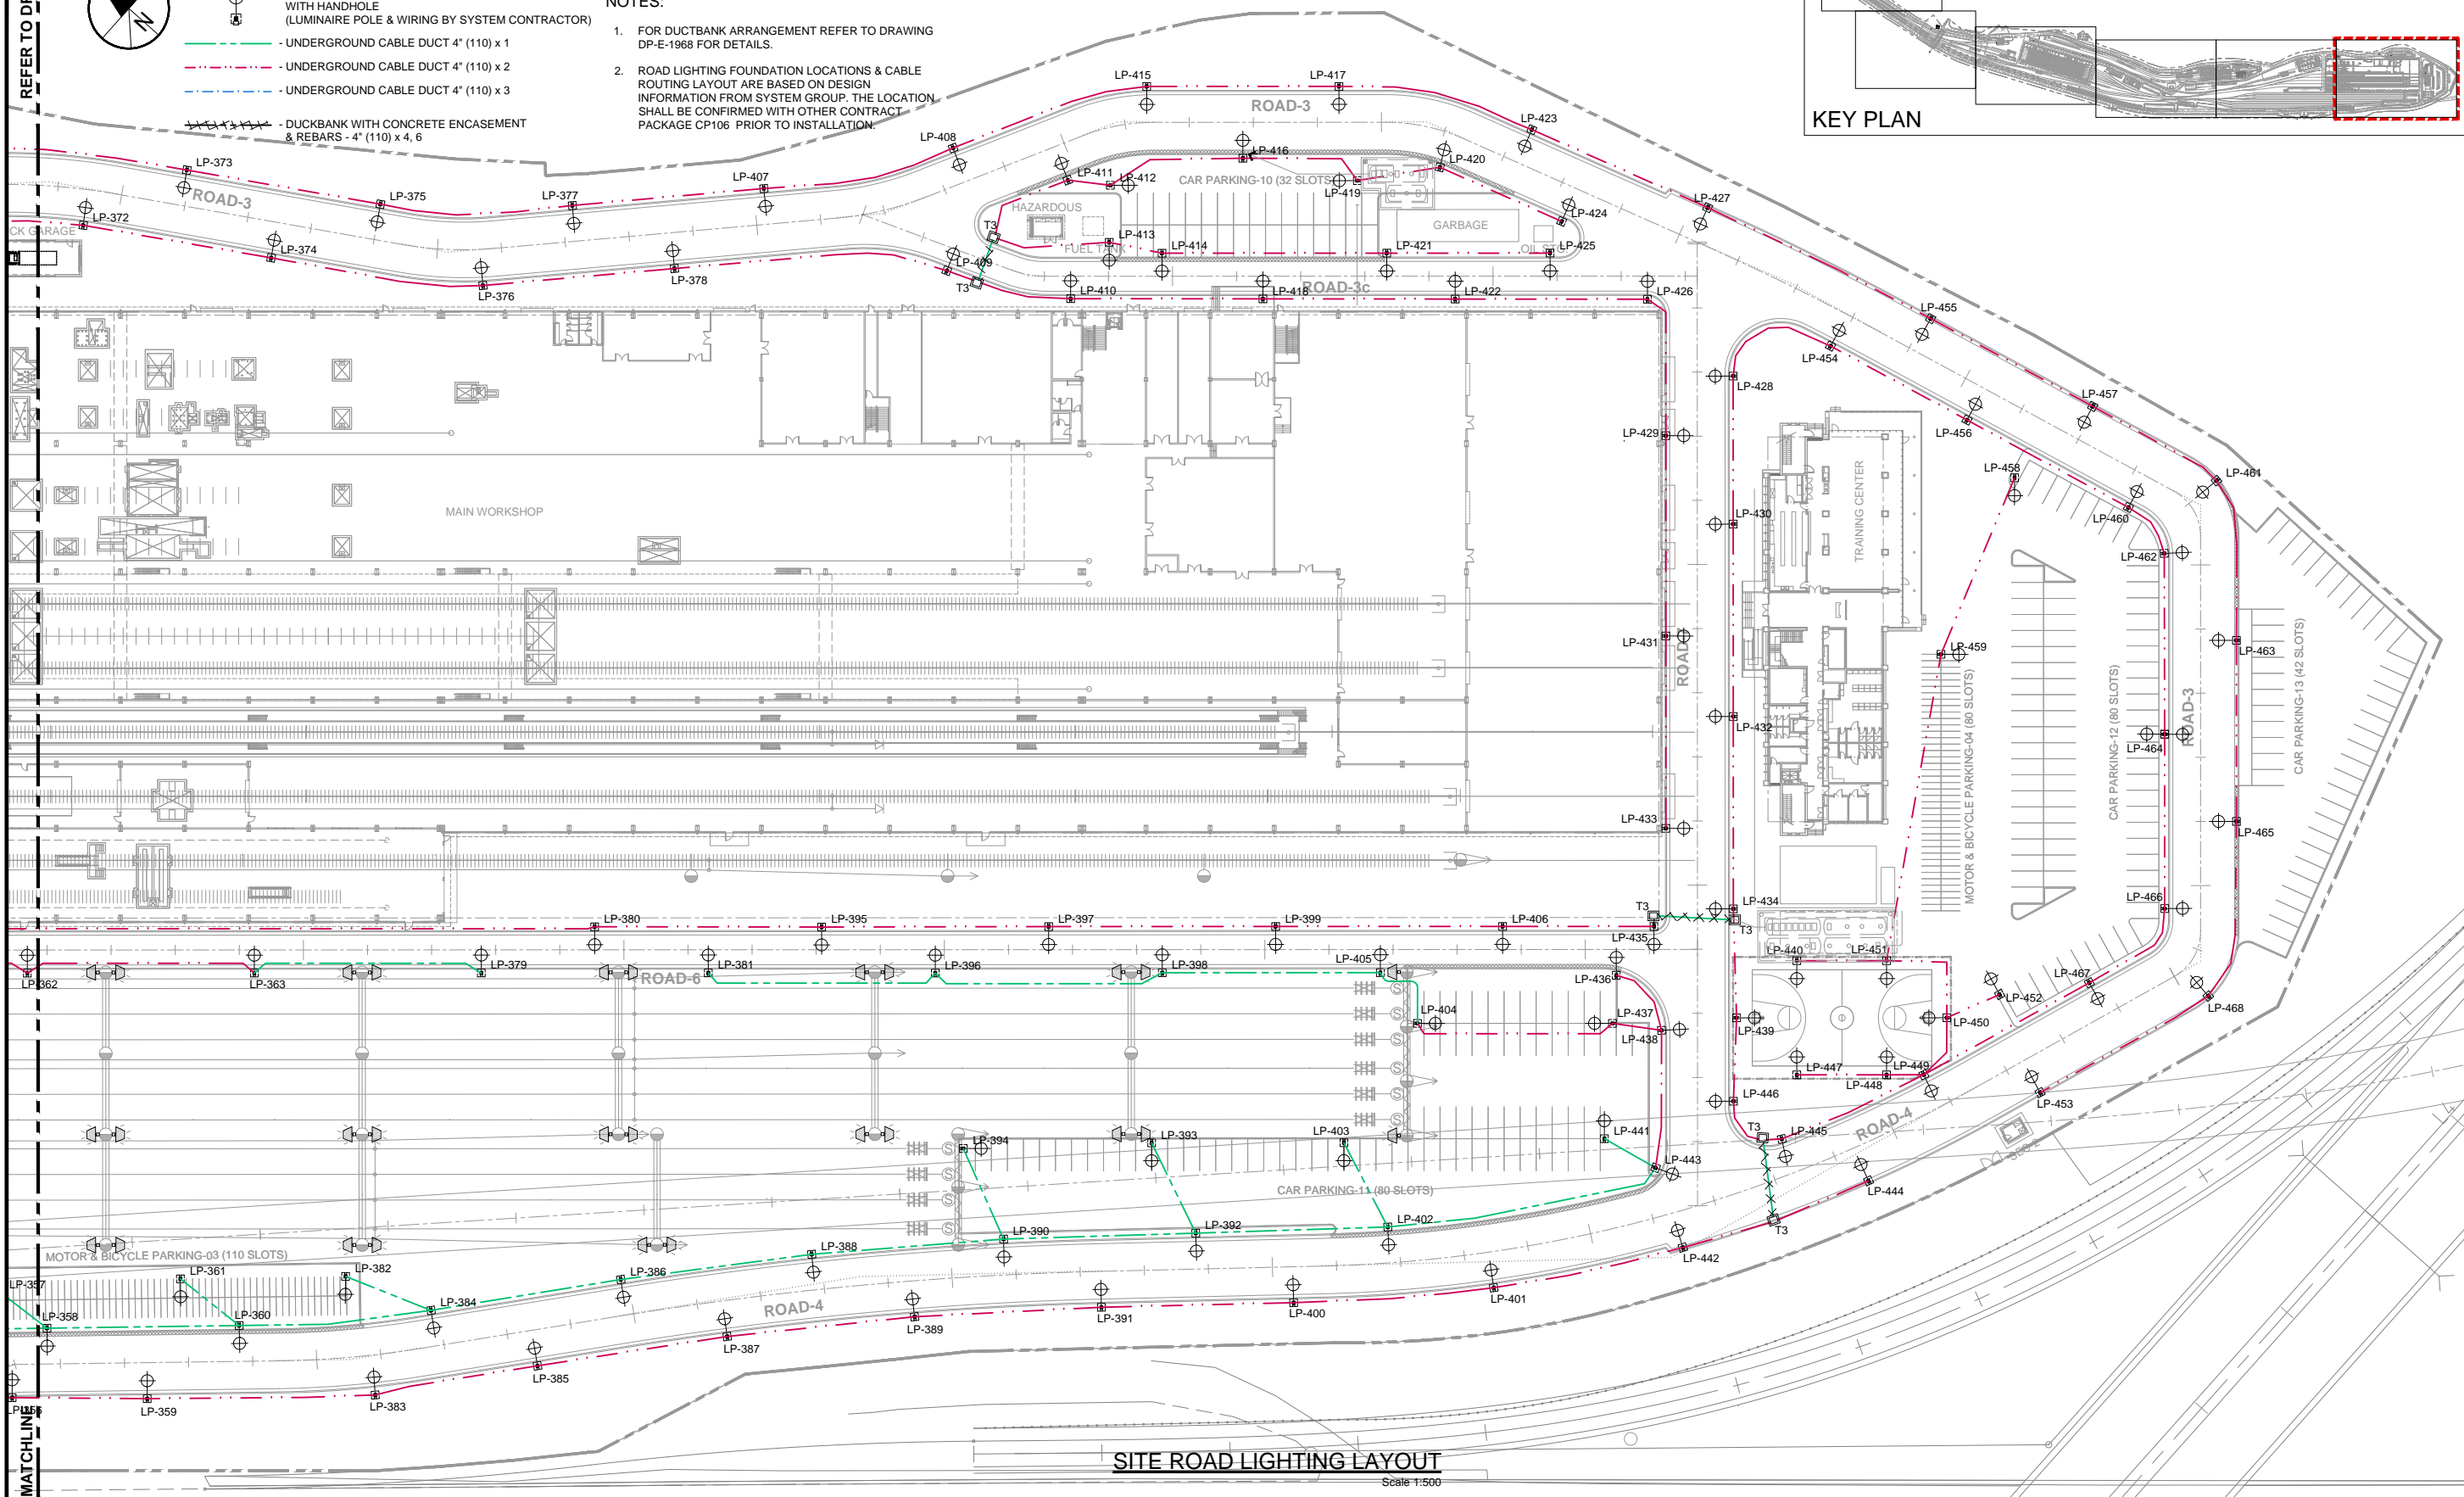 REFER TO
N
WITH HANDHOLE
(LUMINAIRE POLE & WIRING BY SYSTEM CONTRACTOR)
- UNDERGROUND CABLE DUCT 4" (110) x 1
- UNDERGROUND CABLE DUCT 4" (110) x 2
- UNDERGROUND CABLE DUCT 4" (110) x 3
- DUCKBANK WITH CONCRETE ENCASEMENT
& REBARS - 4" (110) x 4, 6
NOTES:
1. FOR DUCTBANK ARRANGEMENT REFER TO DRAWING
DP-E-1968 FOR DETAILS.
2. ROAD LIGHTING FOUNDATION LOCATIONS & CABLE
ROUTING LAYOUT ARE BASED ON DESIGN
INFORMATION FROM SYSTEM GROUP. THE LOCATION
SHALL BE CONFIRMED WITH OTHER CONTRACT
PACKAGE CP106 PRIOR TO INSTALLATION.
KEY PLAN
LP-415
LP-417
ROAD-3
LP-423
LP-408
LP-416
LP-420
LP-373
LP-411
LP-412
CAR PARKING-10 (32 SLOTS)
LP-419
ROAD-3
LP-375
LP-377
LP-407
HAZARDOUS
LP-424
LP-427
LP-372
T3
GARBAGE
LP-374
LP-413
FUEL TANK
LP-414
LP-421
OIL STG
LP-425
LP-378
LP-409
LP-376
T3
LP-410
LP-418
ROAD-3c
LP-422
LP-426
LP-455
LP-454
LP-428
LP-457
LP-456
LP-429
LP-458
LP-461
TRAINING CENTER
MAIN WORKSHOP
LP-430
LP-460
LP-462
LP-431
LP-459
LP-463
CAR PARKING-13 (42 SLOTS)
CAR PARKING-12 (80 SLOTS)
MOTOR & BICYCLE PARKING-04 (80 SLOTS)
ROAD-3
LP-432
LP-464
LP-433
LP-465
LP-434
LP-466
T3
T3
LP-380
LP-395
LP-397
LP-399
LP-406
LP-435
LP-440
LP-451
LP-379
LP-381
LP-396
LP-398
LP-405
LP-362
LP-363
ROAD-6
LP-436
LP-467
LP-452
LP-468
LP-404
LP-437
LP-438
LP-439
LP-450
LP-447
LP-448
LP-449
LP-446
LP-453
ROAD-4
LP-394
LP-393
LP-403
LP-441
T3
LP-445
LP-443
LP-444
CAR PARKING-11 (80 SLOTS)
LP-390
LP-392
LP-402
T3
MOTOR & BICYCLE PARKING-03 (110 SLOTS)
LP-388
LP-442
LP-357
LP-361
LP-382
LP-386
LP-401
LP-358
LP-360
LP-384
ROAD-4
LP-389
LP-391
LP-400
LP-387
LP-385
LP-359
LP-383
MATCHLINE
SITE ROAD LIGHTING LAYOUT
Scale 1:500